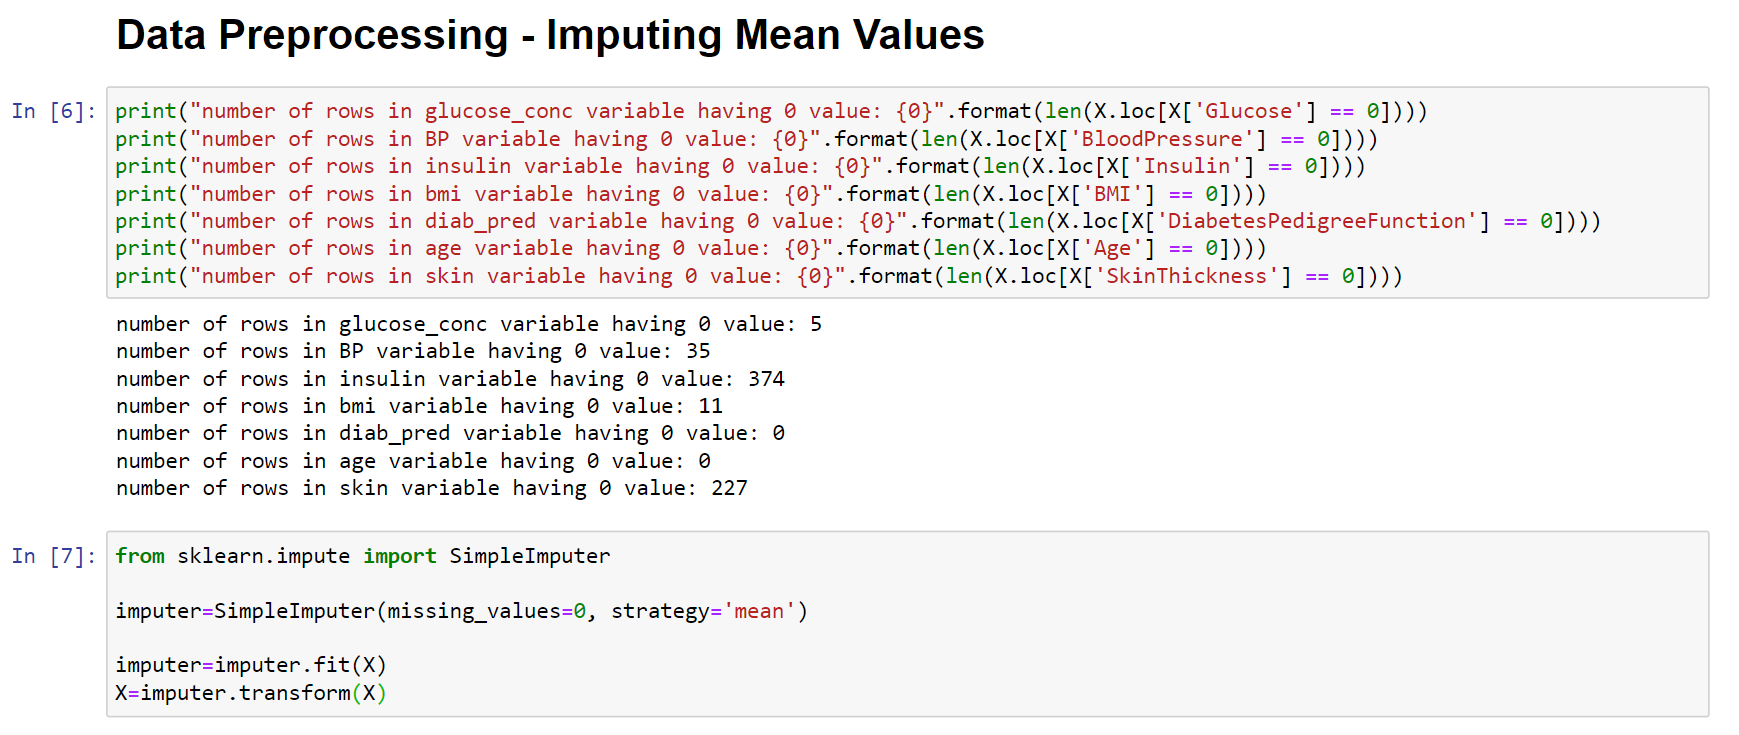 Data Preprocessing - Imputing Mean Values
In [6]: print("number of rows in glucose_conc variable having 0 value: {0}".format(len(X.loc[X['Glucose'] == 0])))
print("number of rows in BP variable having 0 value: {0}".format(len(X.loc[X['BloodPressure'] == 0])))
print("number of rows in insulin variable having 0 value: {0}".format(len(X.loc[X['Insulin'] == 0])))
print("number of rows in bmi variable having 0 value: {0}".format(len(X.loc[X['BMI'] == 0])))
print("number of rows in diab_pred variable having 0 value: {0}".format(len(X.loc[X['DiabetesPedigreeFunction'] == 0])))
print("number of rows in age variable having 0 value: {0}".format(len(X.loc[X['Age'] == 0])))
print("number of rows in skin variable having 0 value: {0}".format(len(X.loc[X['SkinThickness'] == 0])))
number of rows in glucose_conc variable having 0 value: 5
number of rows in BP variable having 0 value: 35
number of rows in insulin variable having 0 value: 374
number of rows in bmi variable having 0 value: 11
number of rows in diab_pred variable having 0 value: 0
number of rows in age variable having 0 value: 0
number of rows in skin variable having 0 value: 227
In [7]: from sklearn.impute import SimpleImputer
imputer=SimpleImputer(missing_values=0, strategy='mean')
imputer=imputer.fit(X)
X=imputer.transform(X)